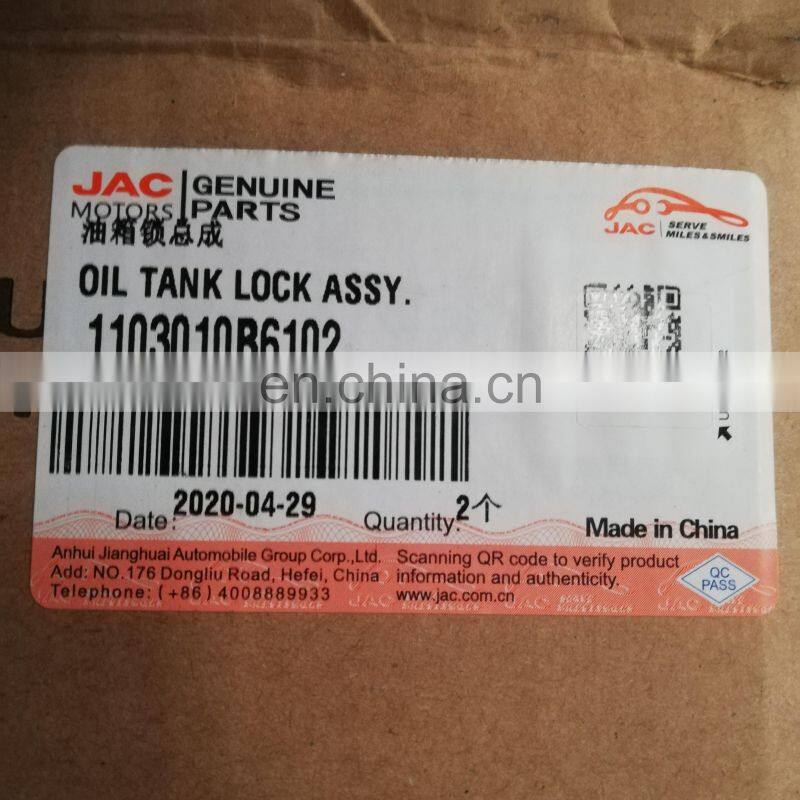 JAC MOTORS GENUINE PARTS
JAC SERVE MILES & SMILES
油箱锁总成
OIL TANK LOCK ASSY.
1103010B6102
en.china.cn
Date: 2020-04-29
Quantity: 2个
Made in China
Anhui Jianghuai Automobile Group Corp., Ltd.
Add: NO.176 Dongliu Road, Hefei, China
Telephone: (+86) 4008889933
Scanning QR code to verify product
information and authenticity.
www.jac.com.cn
QC
PASS